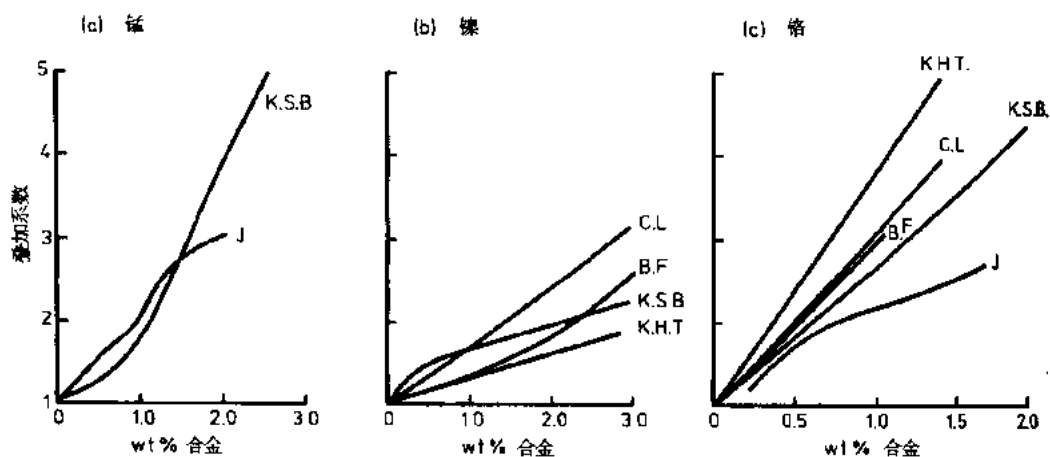 (a) 锰
叠加系数
5
4
3
2
1
K.S.B
J
0 1.0 2.0 3.0
wt % 合金
(b) 镍
C.L
B.F
K.S.B
K.H.T
0 1.0 2.0 3.0
wt % 合金
(c) 铬
K.H.T.
K.S.B.
C.L
B.F
J
0 0.5 1.0 1.5 2.0
wt % 合金